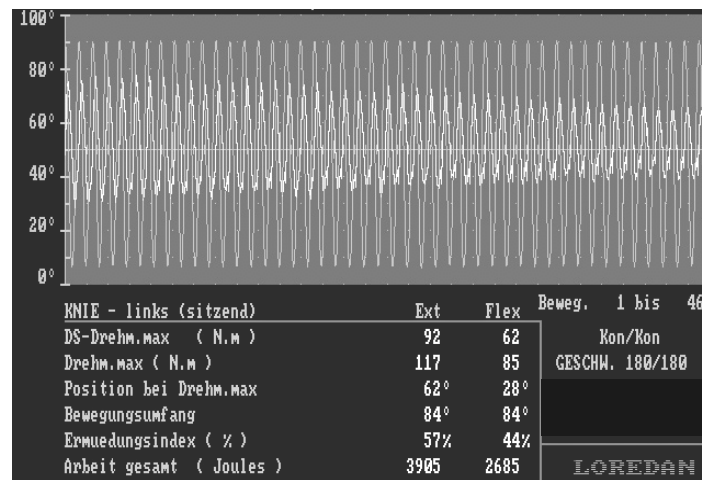 100°
80°
60°
40°
20°
0°
KNIE - links (sitzend) Ext Flex
DS-Drehm.max ( N.m ) 92 62
Drehm.max ( N.m ) 117 85
Position bei Drehm.max 62° 28°
Bewegungsumfang 84° 84°
Ermuedungsindex ( % ) 57% 44%
Arbeit gesamt ( Joules ) 3905 2685
Beweg. 1 bis 46
Kon/Kon
GESCHW. 180/180
LOREDAN